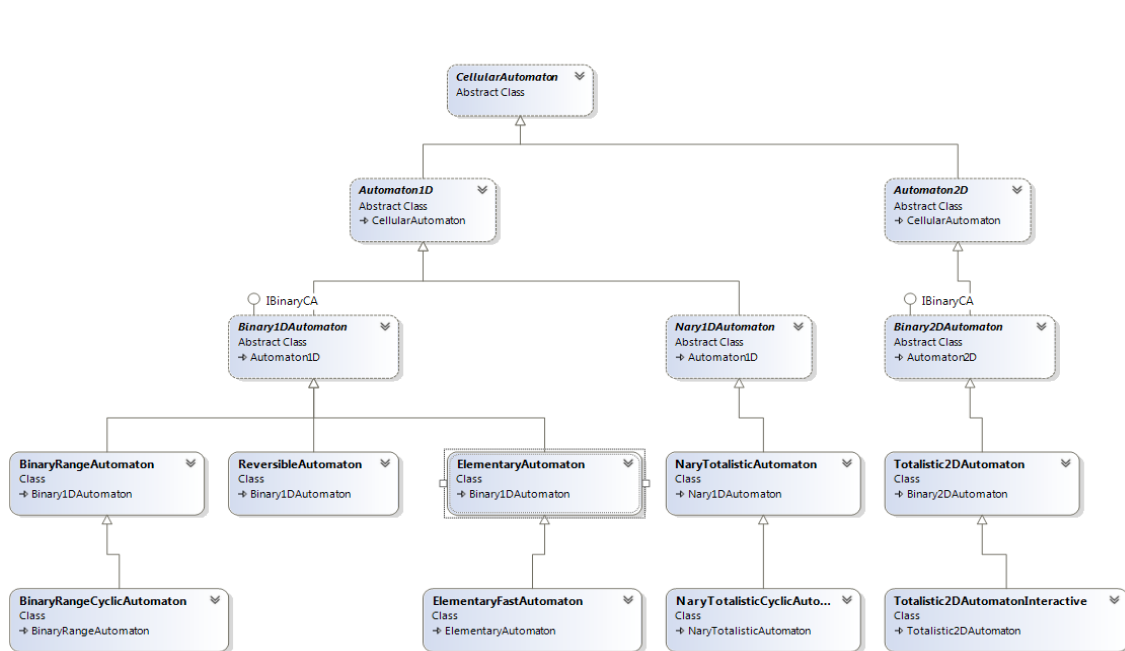 CellularAutomaton
Abstract Class
Automaton1D
Abstract Class
CellularAutomaton
Automaton2D
Abstract Class
CellularAutomaton
IBinaryCA
Binary1DAutomaton
Abstract Class
Automaton1D
Nary1DAutomaton
Abstract Class
Automaton1D
IBinaryCA
Binary2DAutomaton
Abstract Class
Automaton2D
BinaryRangeAutomaton
Class
Binary1DAutomaton
ReversibleAutomaton
Class
Binary1DAutomaton
ElementaryAutomaton
Class
Binary1DAutomaton
NaryTotalisticAutomaton
Class
Nary1DAutomaton
Totalistic2DAutomaton
Class
Binary2DAutomaton
BinaryRangeCyclicAutomaton
Class
BinaryRangeAutomaton
ElementaryFastAutomaton
Class
ElementaryAutomaton
NaryTotalisticCyclicAuto...
Class
NaryTotalisticAutomaton
Totalistic2DAutomatonInteractive
Class
Totalistic2DAutomaton